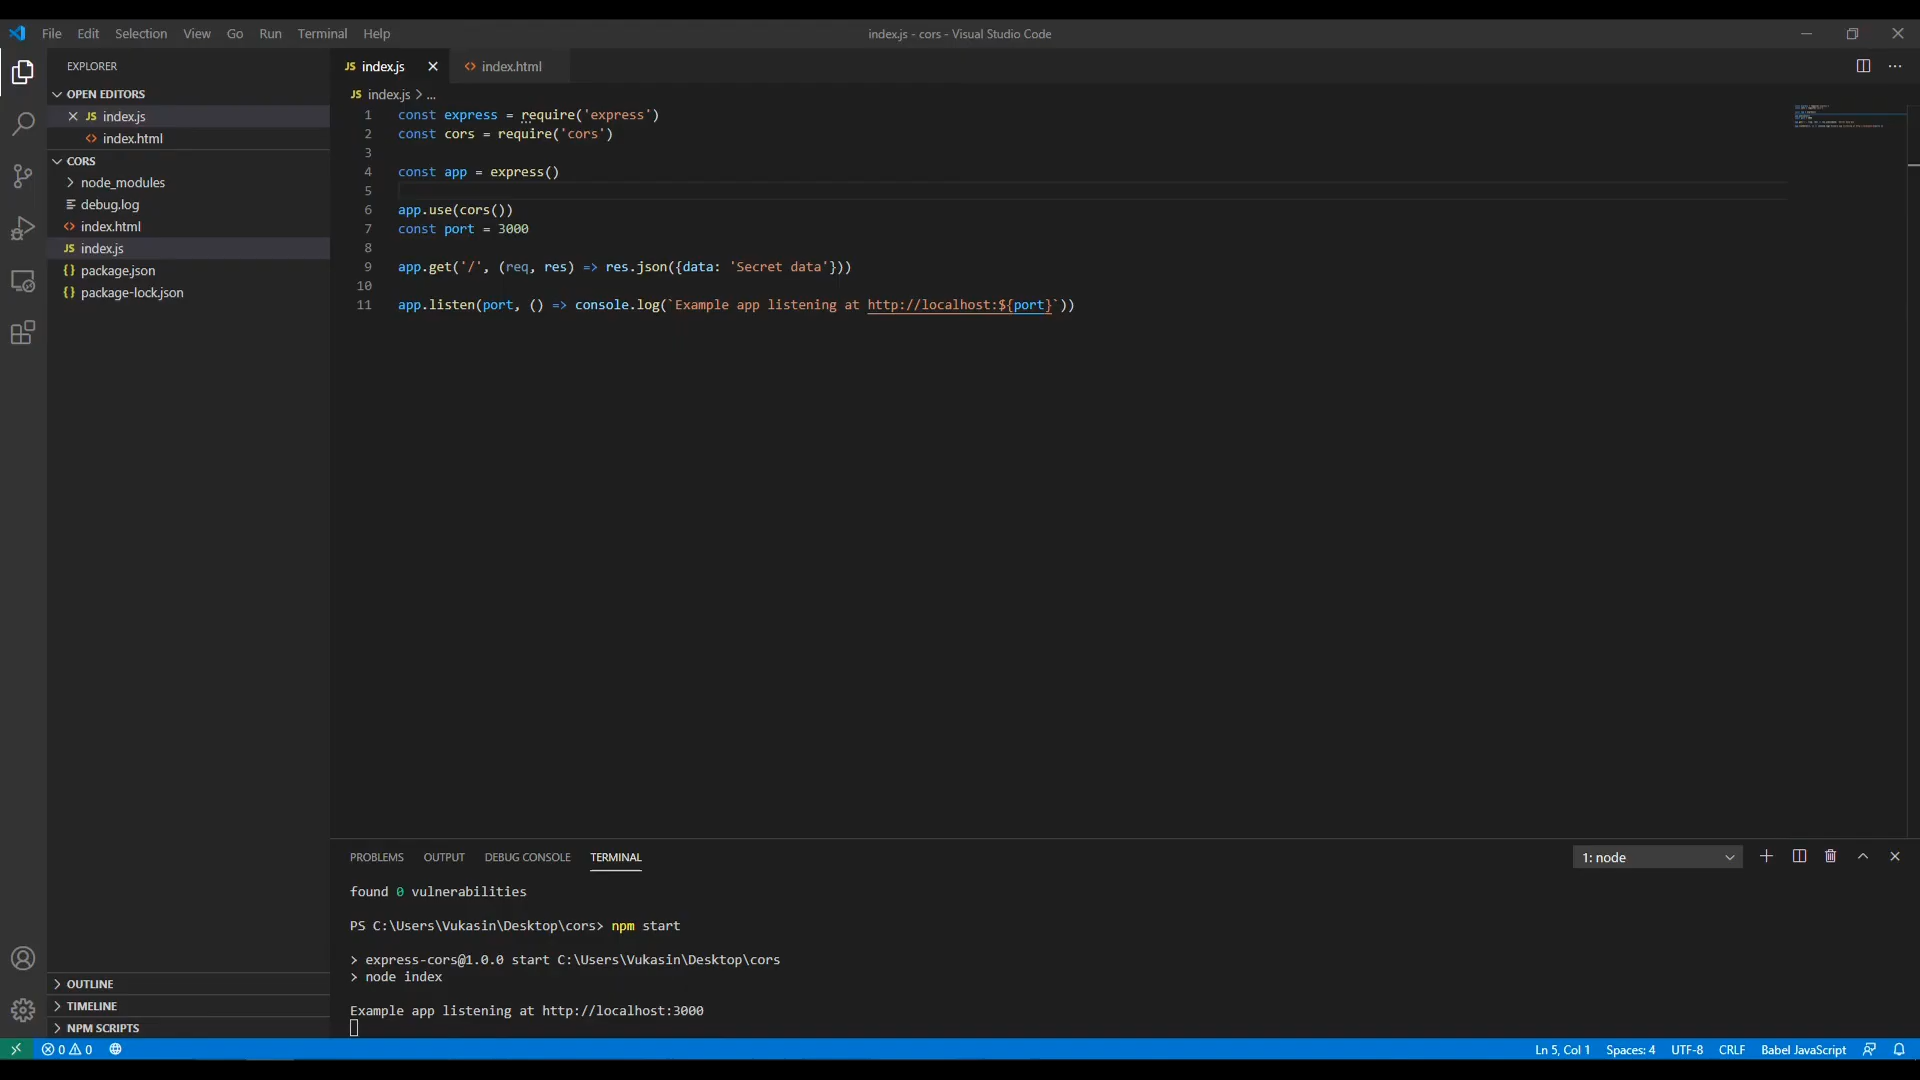 File Edit Selection View Go Run Terminal Help
index.js - cors - Visual Studio Code
EXPLORER
OPEN EDITORS
JS index.js
<> index.html
CORS
node_modules
debug.log
<> index.html
JS index.js
{} package.json
{} package-lock.json
OUTLINE
TIMELINE
NPM SCRIPTS
JS index.js
<> index.html
JS index.js > ...
1 const express = require('express')
2 const cors = require('cors')
3
4 const app = express()
5
6 app.use(cors())
7 const port = 3000
8
9 app.get('/', (req, res) => res.json({data: 'Secret data'}))
10
11 app.listen(port, () => console.log(`Example app listening at http://localhost:${port}`))
PROBLEMS OUTPUT DEBUG CONSOLE TERMINAL
1: node
found 0 vulnerabilities
PS C:\Users\Vukasin\Desktop\cors> npm start
> express-cors@1.0.0 start C:\Users\Vukasin\Desktop\cors
> node index
Example app listening at http://localhost:3000
0 0
Ln 5, Col 1 Spaces: 4 UTF-8 CRLF Babel JavaScript